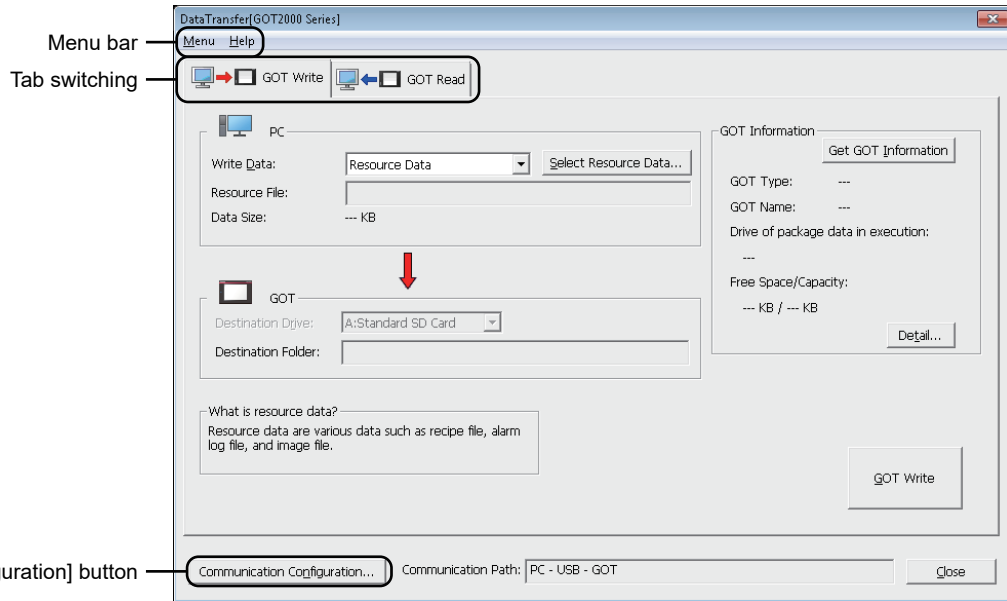 DataTransfer[GOT2000 Series]
Menu bar
Menu Help
Tab switching
GOT Write GOT Read
PC
Write Data: Resource Data Select Resource Data...
Resource File:
Data Size: --- KB
GOT Information
Get GOT Information
GOT Type: ---
GOT Name: ---
Drive of package data in execution:
---
Free Space/Capacity:
--- KB / --- KB
Detail...
GOT
Destination Drive: A:Standard SD Card
Destination Folder:
What is resource data?
Resource data are various data such as recipe file, alarm
log file, and image file.
GOT Write
guration] button
Communication Configuration... Communication Path: PC - USB - GOT Close